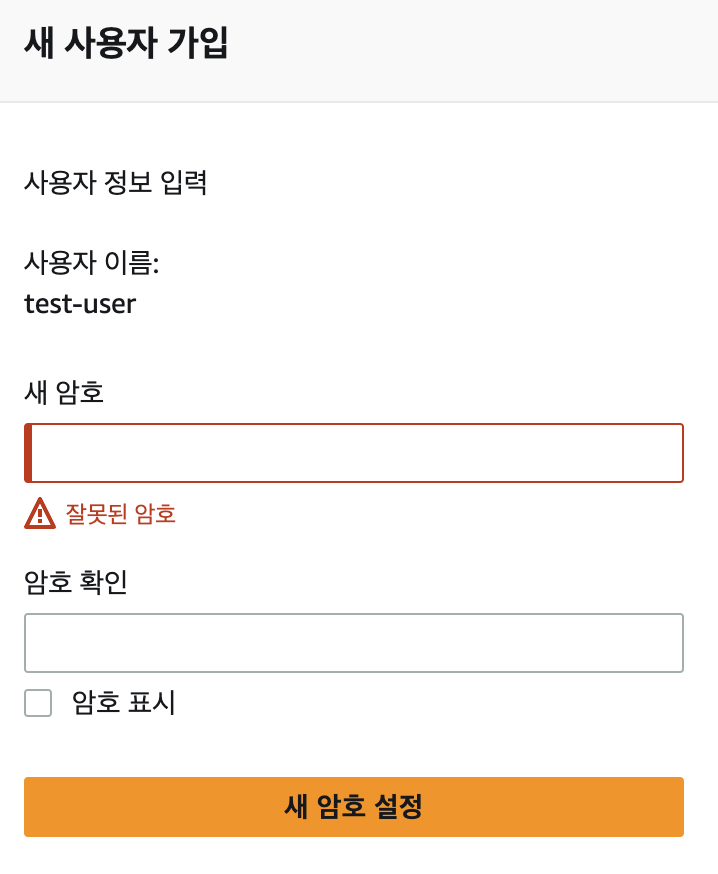 새 사용자 가입
사용자 정보 입력
사용자 이름:
test-user
새 암호
잘못된 암호
암호 확인
암호 표시
새 암호 설정